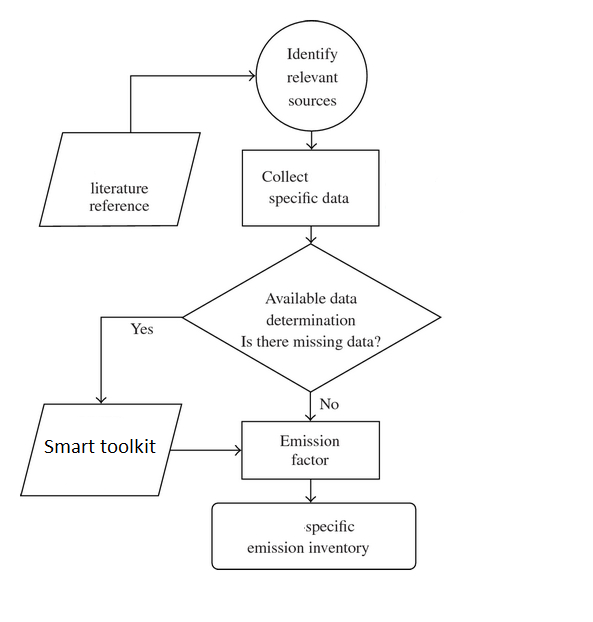 Identify
relevant
sources
literature
reference
Collect
specific data
Available data
determination
Is there missing data?
Yes
No
Smart toolkit
Emission
factor
specific
emission inventory